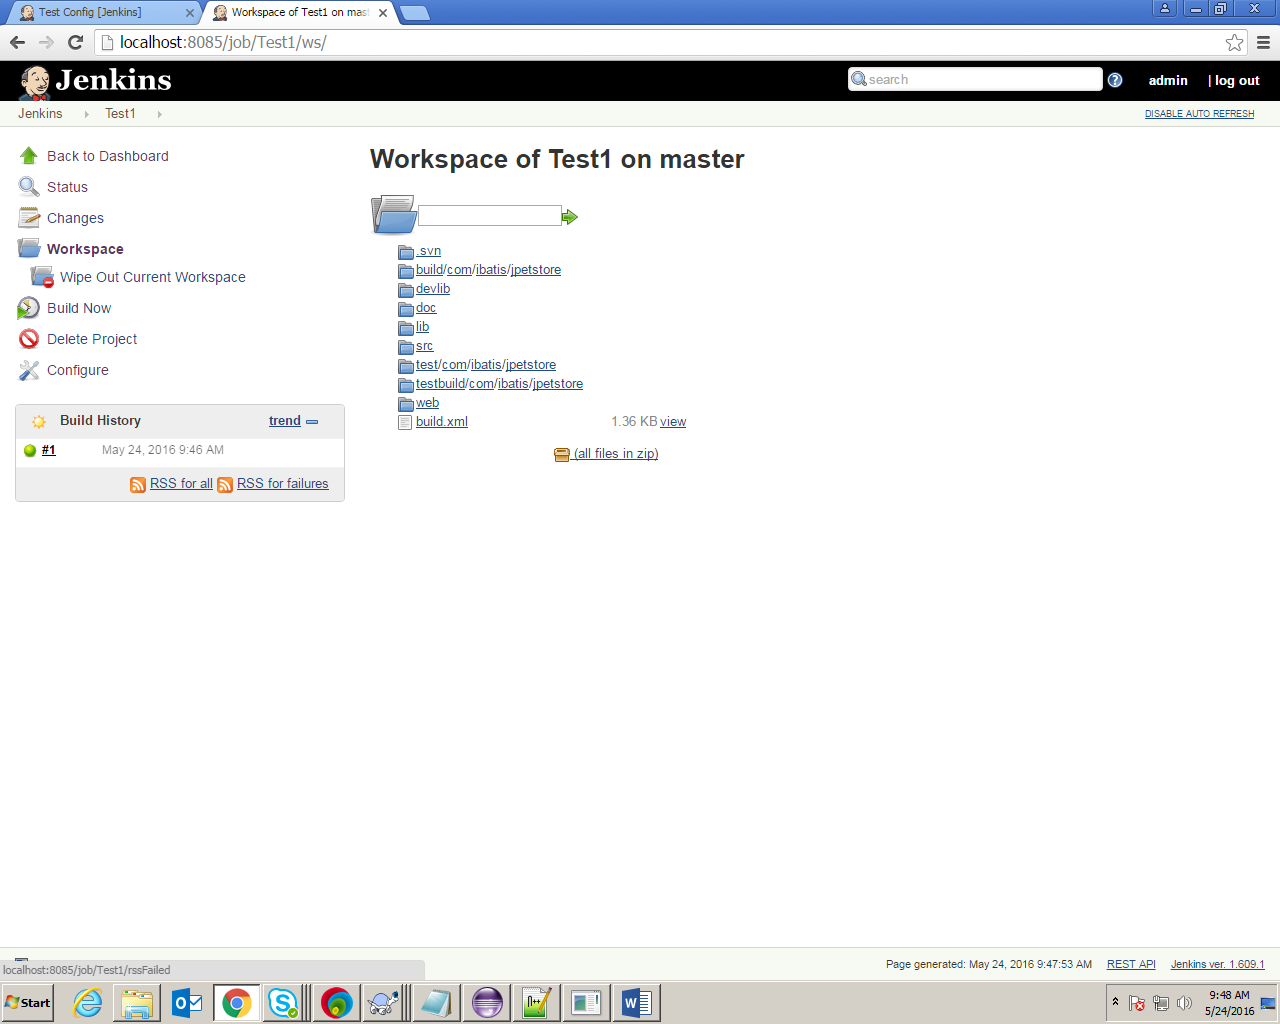 Test Config [Jenkins]
Workspace of Test1 on mas
localhost:8085/job/Test1/ws/
Jenkins
search
admin
| log out
Jenkins
Test1
DISABLE AUTO REFRESH
Back to Dashboard
Status
Changes
Workspace
Wipe Out Current Workspace
Build Now
Delete Project
Configure
Build History
trend
#1
May 24, 2016 9:46 AM
RSS for all
RSS for failures
Workspace of Test1 on master
.svn
build/com/ibatis/jpetstore
devlib
doc
lib
src
test/com/ibatis/jpetstore
testbuild/com/ibatis/jpetstore
web
build.xml 1.36 KB view
(all files in zip)
Page generated: May 24, 2016 9:47:53 AM
REST API
Jenkins ver. 1.609.1
localhost:8085/job/Test1/rssFailed
Start
9:48 AM
5/24/2016